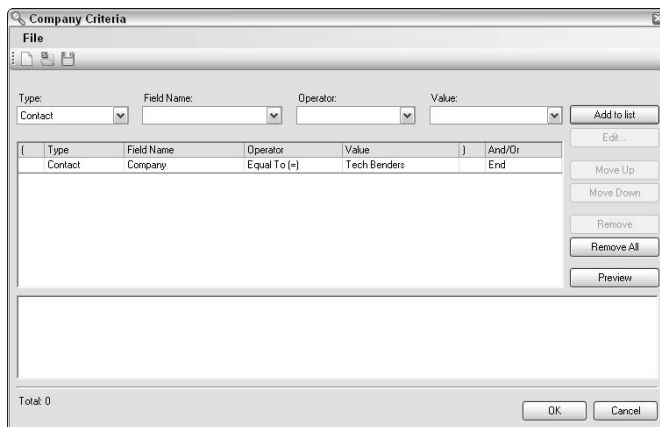 Company Criteria
File
Type: Field Name: Operator: Value:
Contact Add to list
Edit...
( Type Field Name Operator Value ) And/Or
Contact Company Equal To (=) Tech Benders End
Move Up
Move Down
Remove
Remove All
Preview
Total: 0
OK Cancel